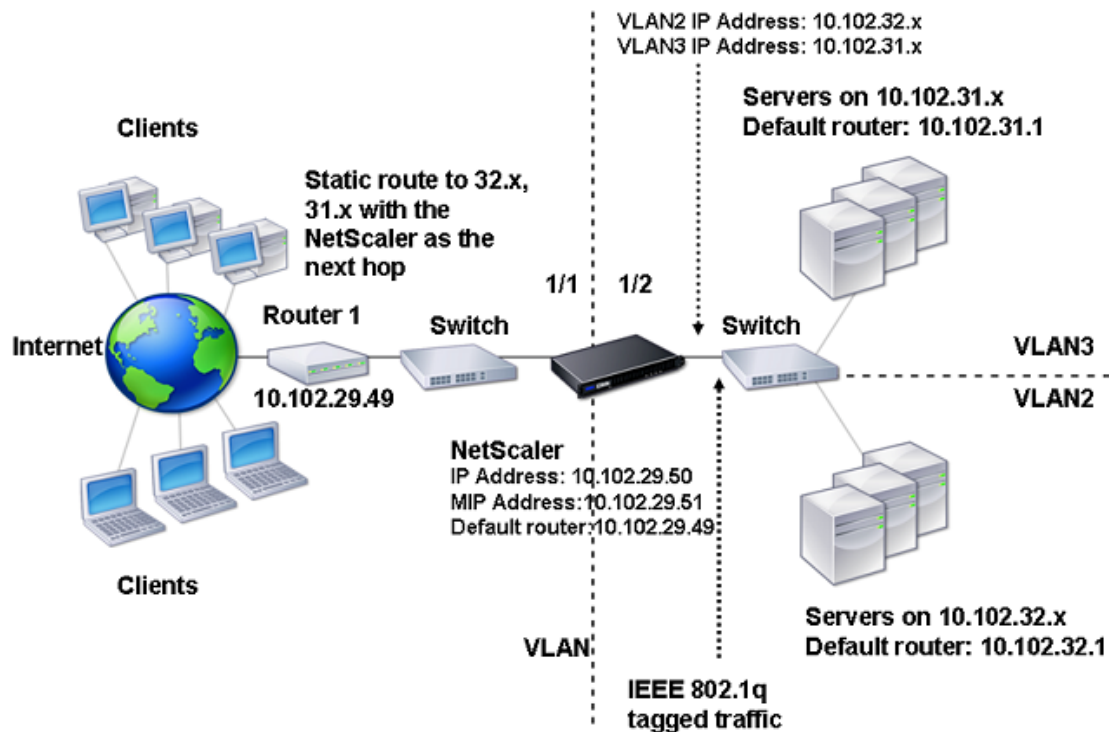 VLAN2 IP Address: 10.102.32.x
VLAN3 IP Address: 10.102.31.x
Servers on 10.102.31.x
Default router: 10.102.31.1
Clients
Static route to 32.x,
31.x with the
NetScaler as the
next hop
1/1
1/2
Internet
Router 1
Switch
Switch
VLAN3
VLAN2
10.102.29.49
NetScaler
IP Address: 10.102.29.50
MIP Address:10.102.29.51
Default router:10.102.29.49
Clients
Servers on 10.102.32.x
Default router: 10.102.32.1
VLAN
IEEE 802.1q
tagged traffic